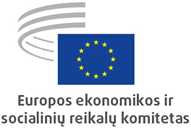 Europos ekonomikos ir
socialinių reikalų komitetas